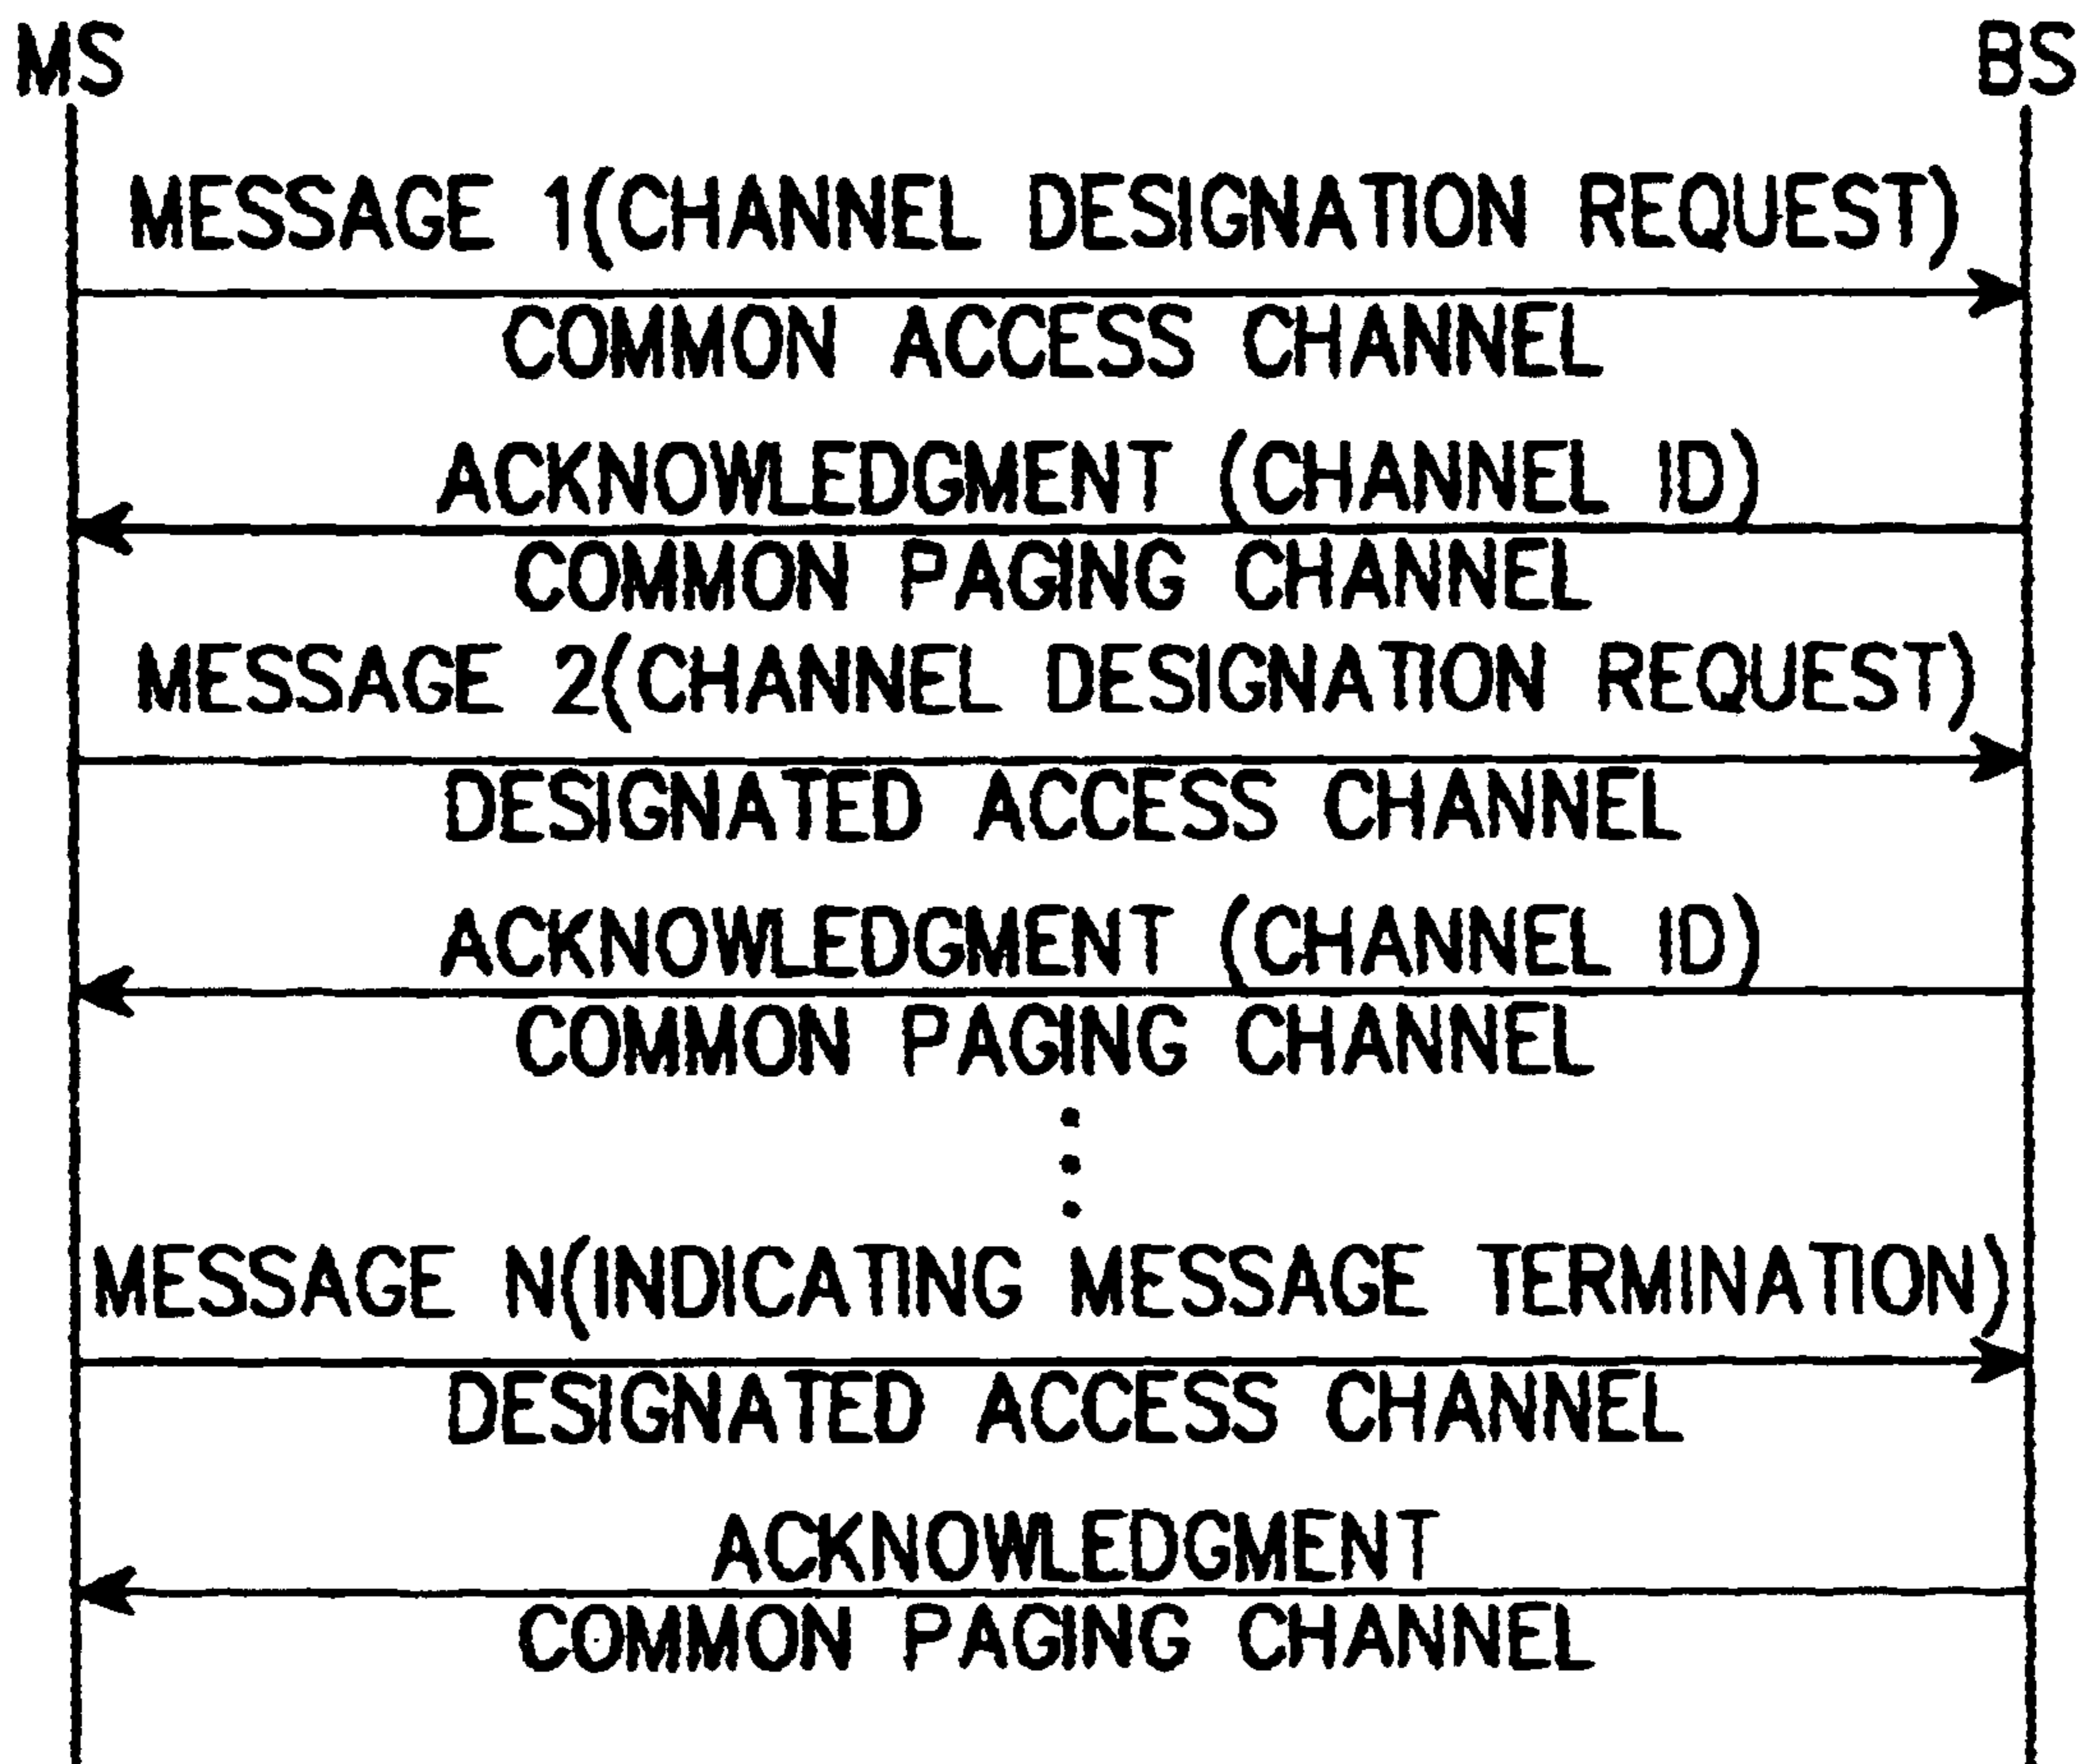 MS BS
MESSAGE 1(CHANNEL DESIGNATION REQUEST)
COMMON ACCESS CHANNEL
ACKNOWLEDGMENT (CHANNEL ID)
COMMON PAGING CHANNEL
MESSAGE 2(CHANNEL DESIGNATION REQUEST)
DESIGNATED ACCESS CHANNEL
ACKNOWLEDGMENT (CHANNEL ID)
COMMON PAGING CHANNEL
MESSAGE N(INDICATING MESSAGE TERMINATION)
DESIGNATED ACCESS CHANNEL
ACKNOWLEDGMENT
COMMON PAGING CHANNEL